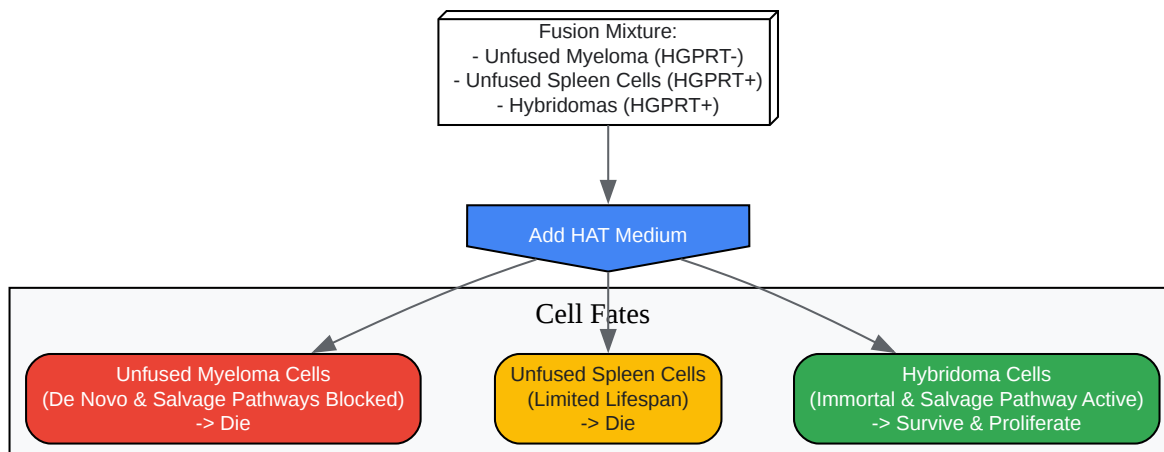 Fusion Mixture:
- Unfused Myeloma (HGPRT-)
- Unfused Spleen Cells (HGPRT+)
- Hybridomas (HGPRT+)
Add HAT Medium
Cell Fates
Unfused Myeloma Cells
(De Novo & Salvage Pathways Blocked)
-> Die
Unfused Spleen Cells
(Limited Lifespan)
-> Die
Hybridoma Cells
(Immortal & Salvage Pathway Active)
-> Survive & Proliferate